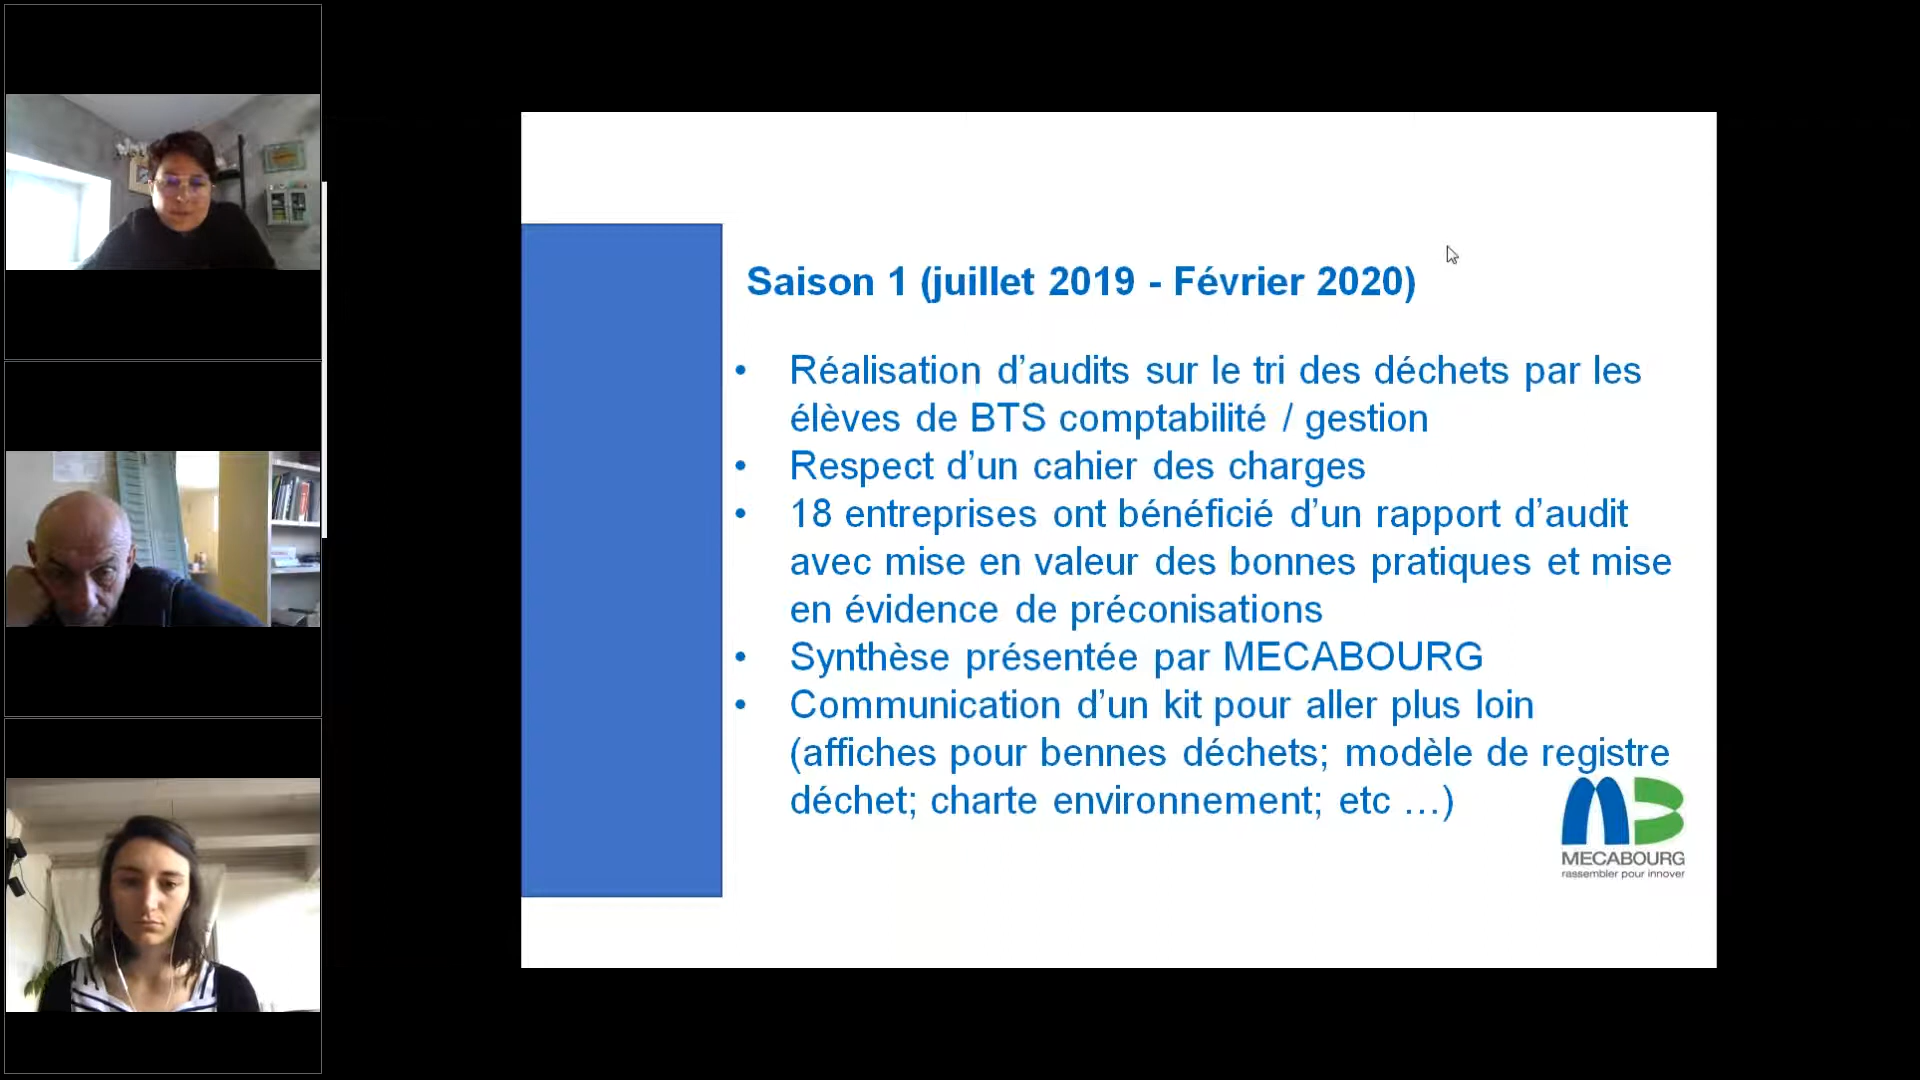 Saison 1 (juillet 2019 - Février 2020)
• Réalisation d’audits sur le tri des déchets par les
élèves de BTS comptabilité / gestion
• Respect d’un cahier des charges
• 18 entreprises ont bénéficié d’un rapport d’audit
avec mise en valeur des bonnes pratiques et mise
en évidence de préconisations
• Synthèse présentée par MECABOURG
• Communication d’un kit pour aller plus loin
(affiches pour bennes déchets; modèle de registre
déchet; charte environnement; etc …)
MECABOURG
rassembler pour innover